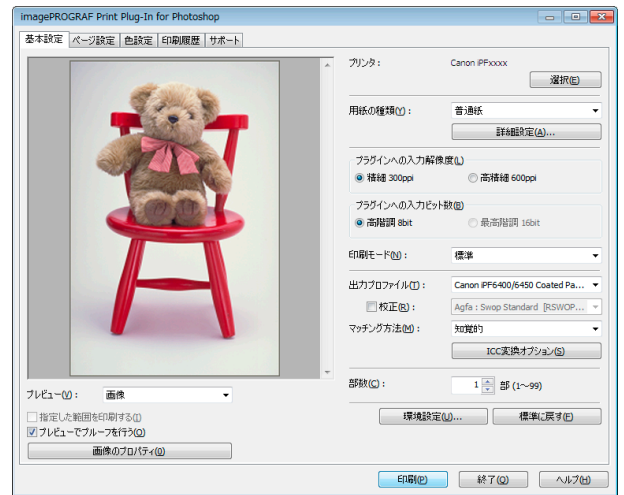 imagePROGRAF Print Plug-In for Photoshop
基本設定 ページ設定 色設定 印刷履歴 サポート
プリンタ： Canon iPFxxxx
選択(E)
用紙の種類(Y)： 普通紙
詳細設定(A)...
プラグインへの入力解像度(L)
精細 300ppi 高精細 600ppi
プラグインへの入力ビット数(B)
高階調 8bit 最高階調 16bit
印刷モード(N)： 標準
出力プロファイル(T)： Canon iPF6400/6450 Coated Pa...
校正(R)： Agfa : Swop Standard [RSWOP...
マッチング方法(M)： 知覚的
ICC変換オプション(S)
部数(C)： 1 部 (1～99)
プレビュー(V)： 画像
指定した範囲を印刷する(I)
プレビューでプルーフを行う(O)
画像のプロパティ(O)
環境設定(U)... 標準に戻す(F)
印刷(P) 終了(Q) ヘルプ(H)